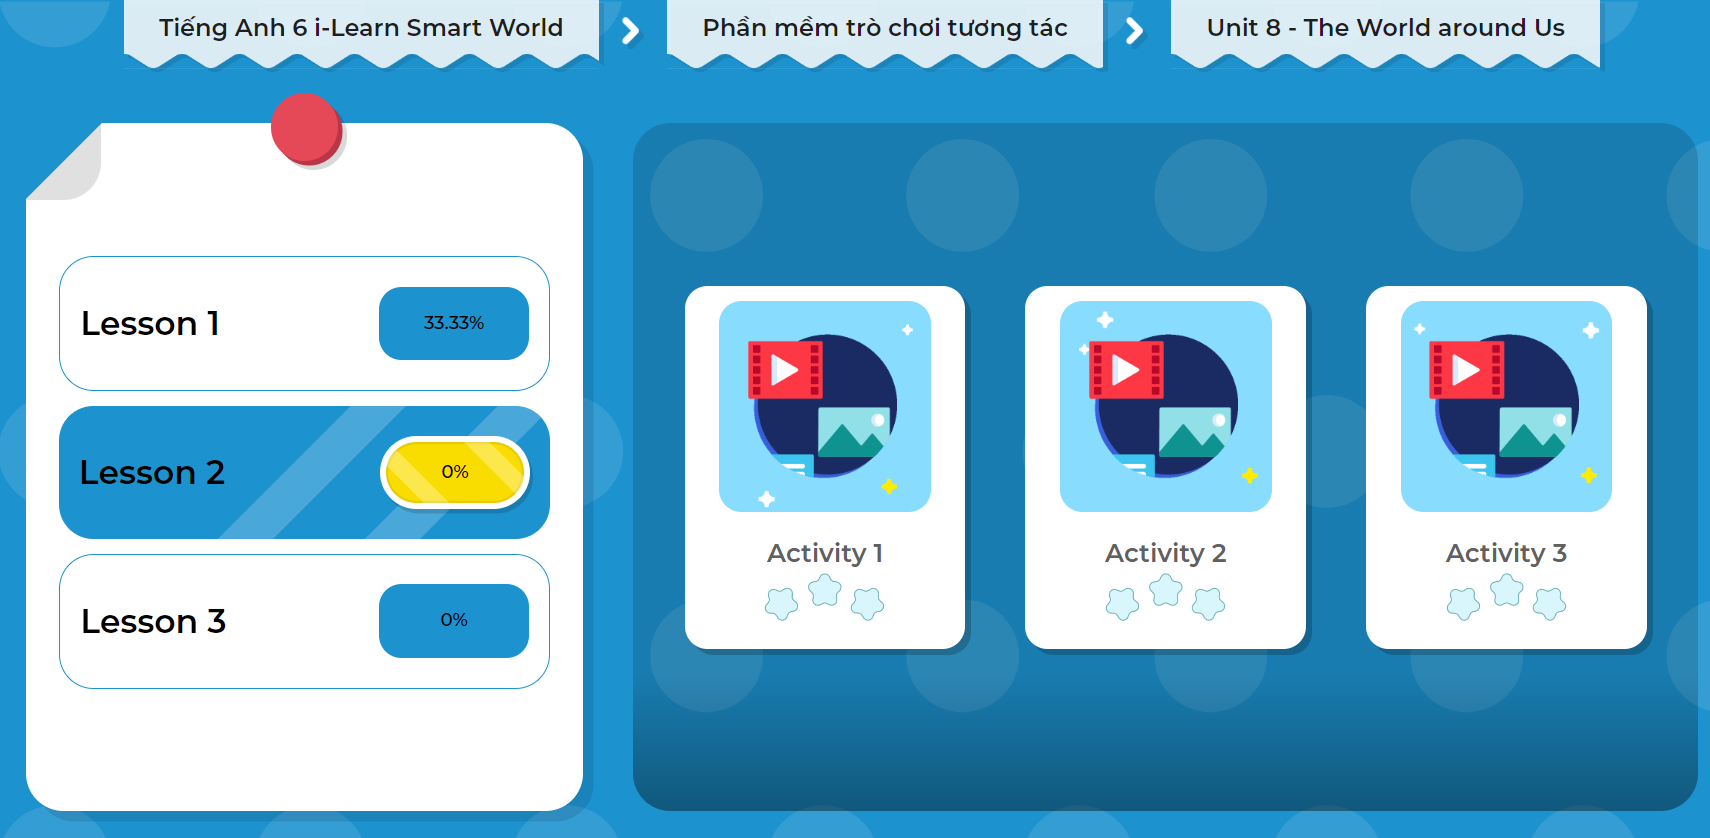 Tiếng Anh 6 i-Learn Smart World
Phần mềm trò chơi tương tác
Unit 8 - The World around Us
Lesson 1
33.33%
Lesson 2
0%
Lesson 3
0%
Activity 1
Activity 2
Activity 3